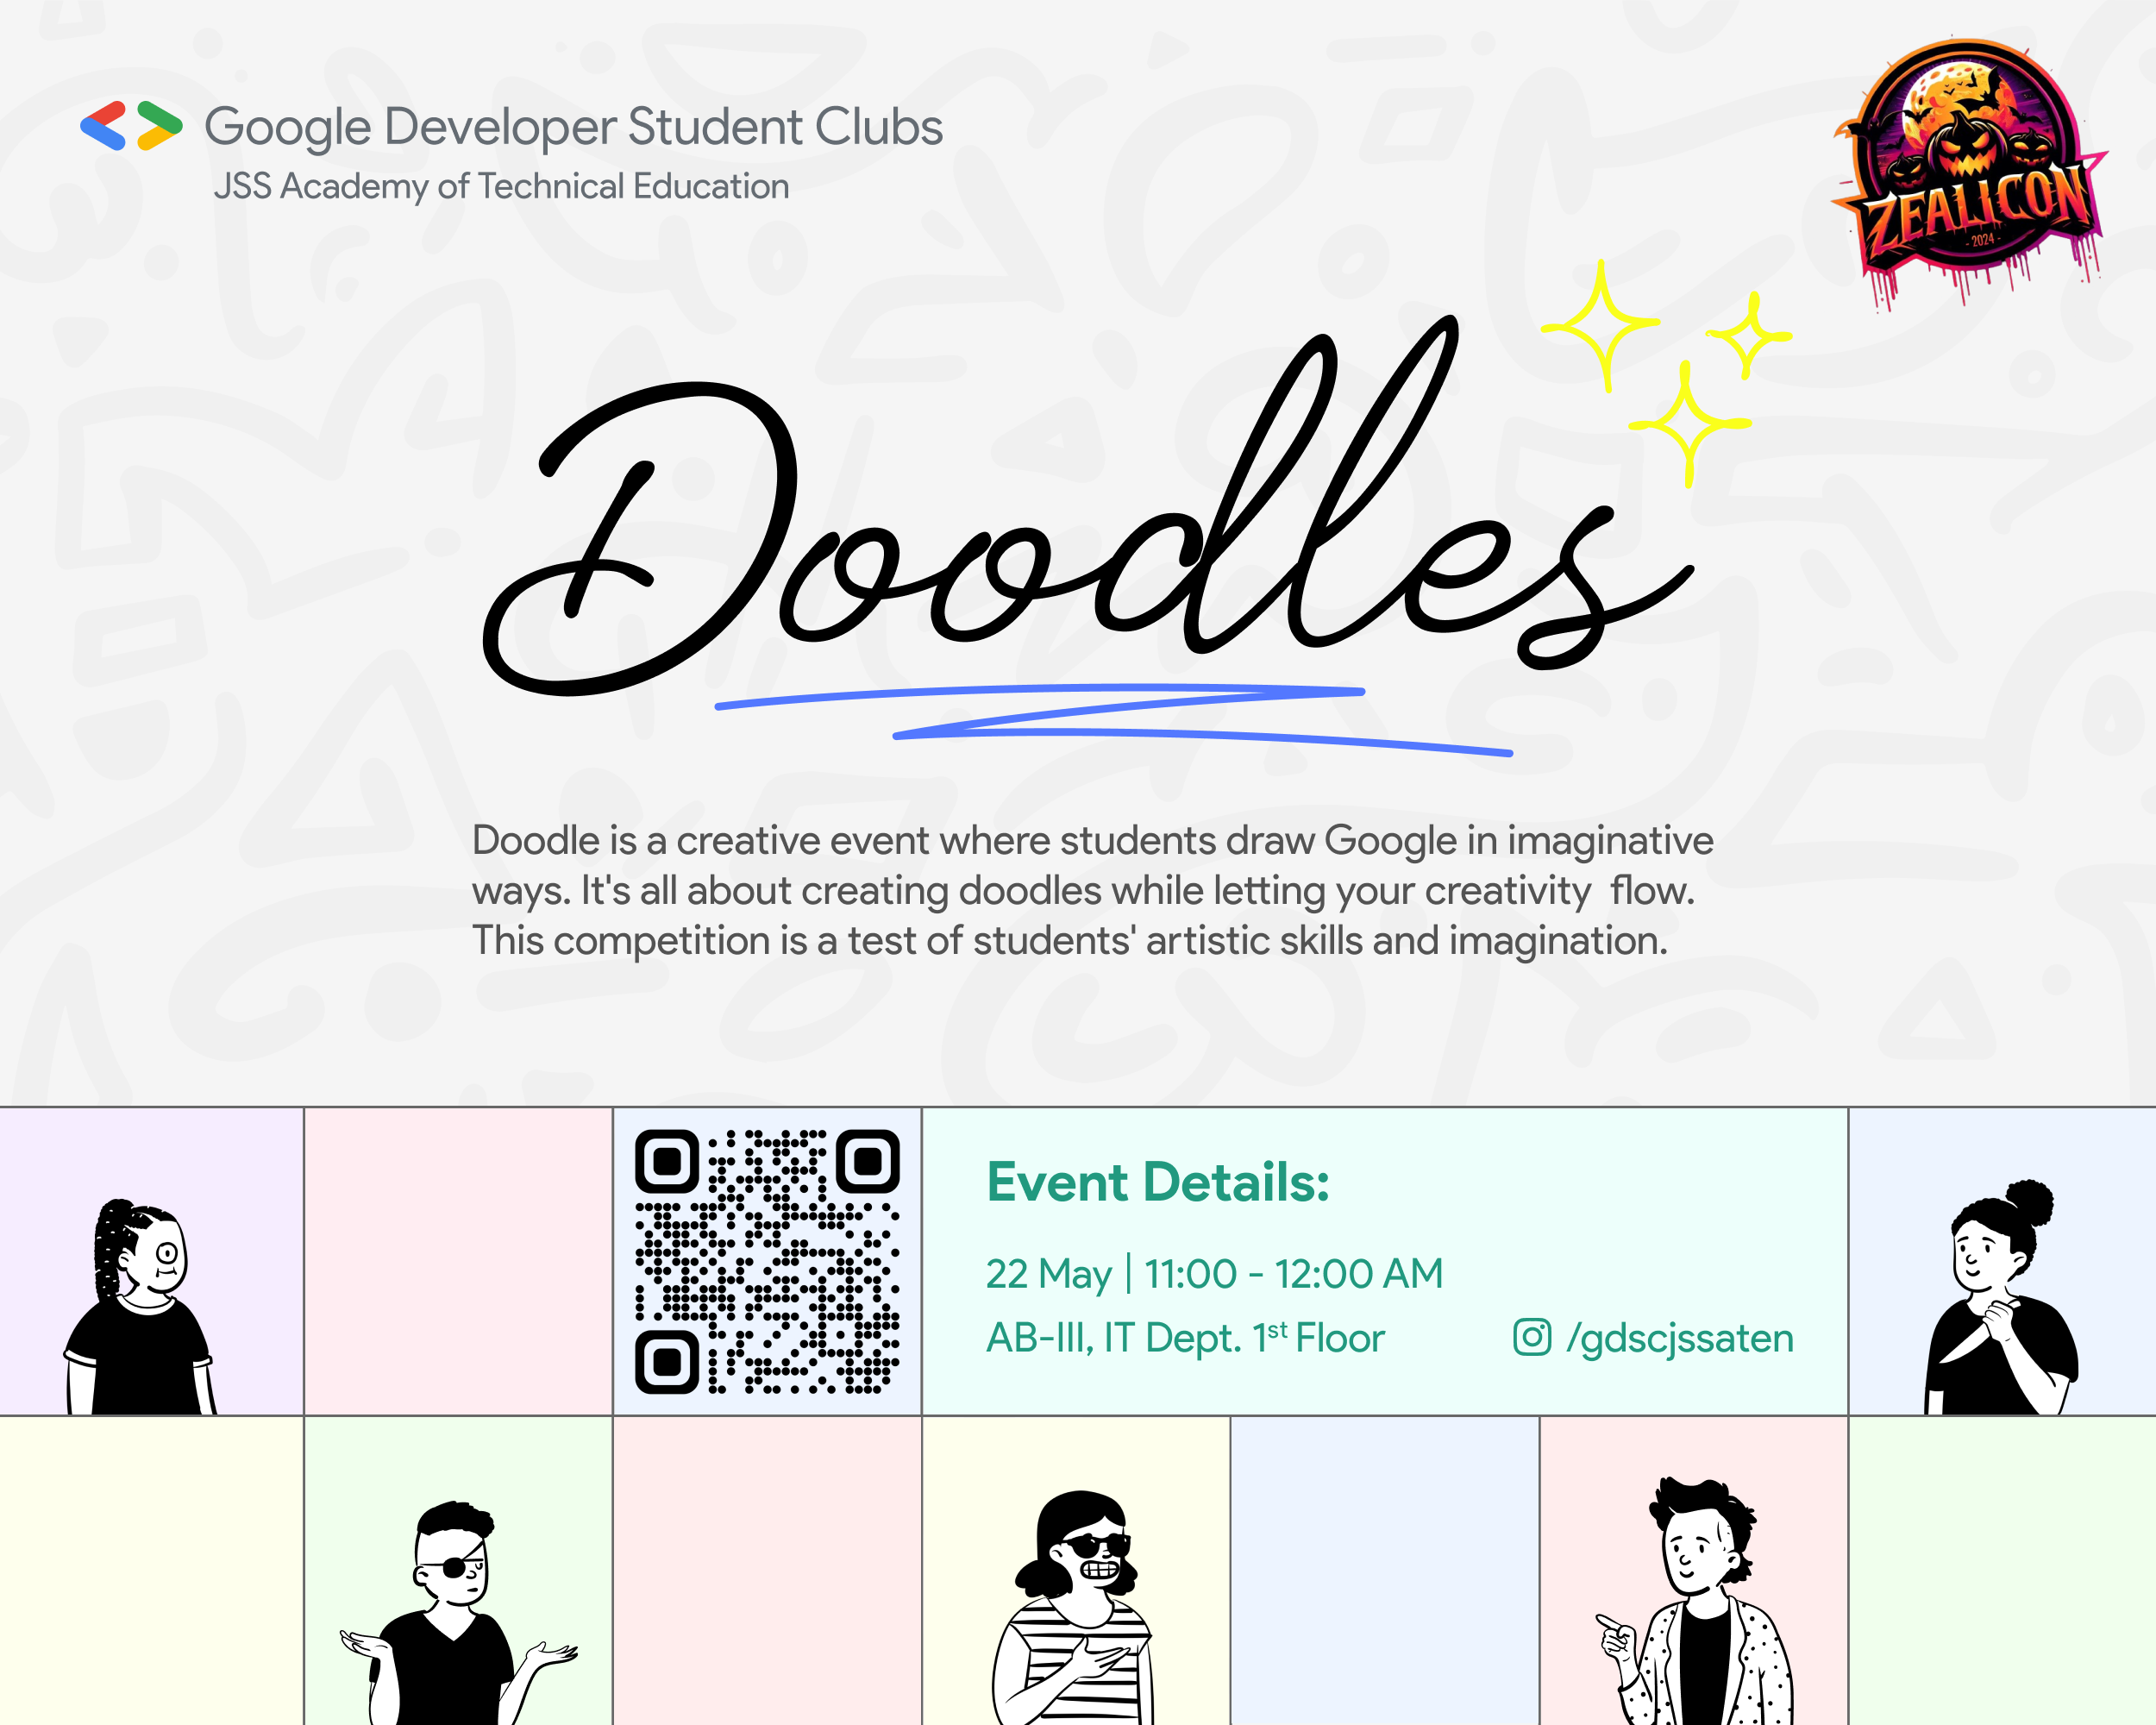 Google Developer Student Clubs
JSS Academy of Technical Education
ZEALICON
- 2024 -
Doodles
Doodle is a creative event where students draw Google in imaginative
ways. It's all about creating doodles while letting your creativity  flow.
This competition is a test of students' artistic skills and imagination.
Event Details:
22 May | 11:00 - 12:00 AM
AB-III, IT Dept. 1st Floor
/gdscjssaten